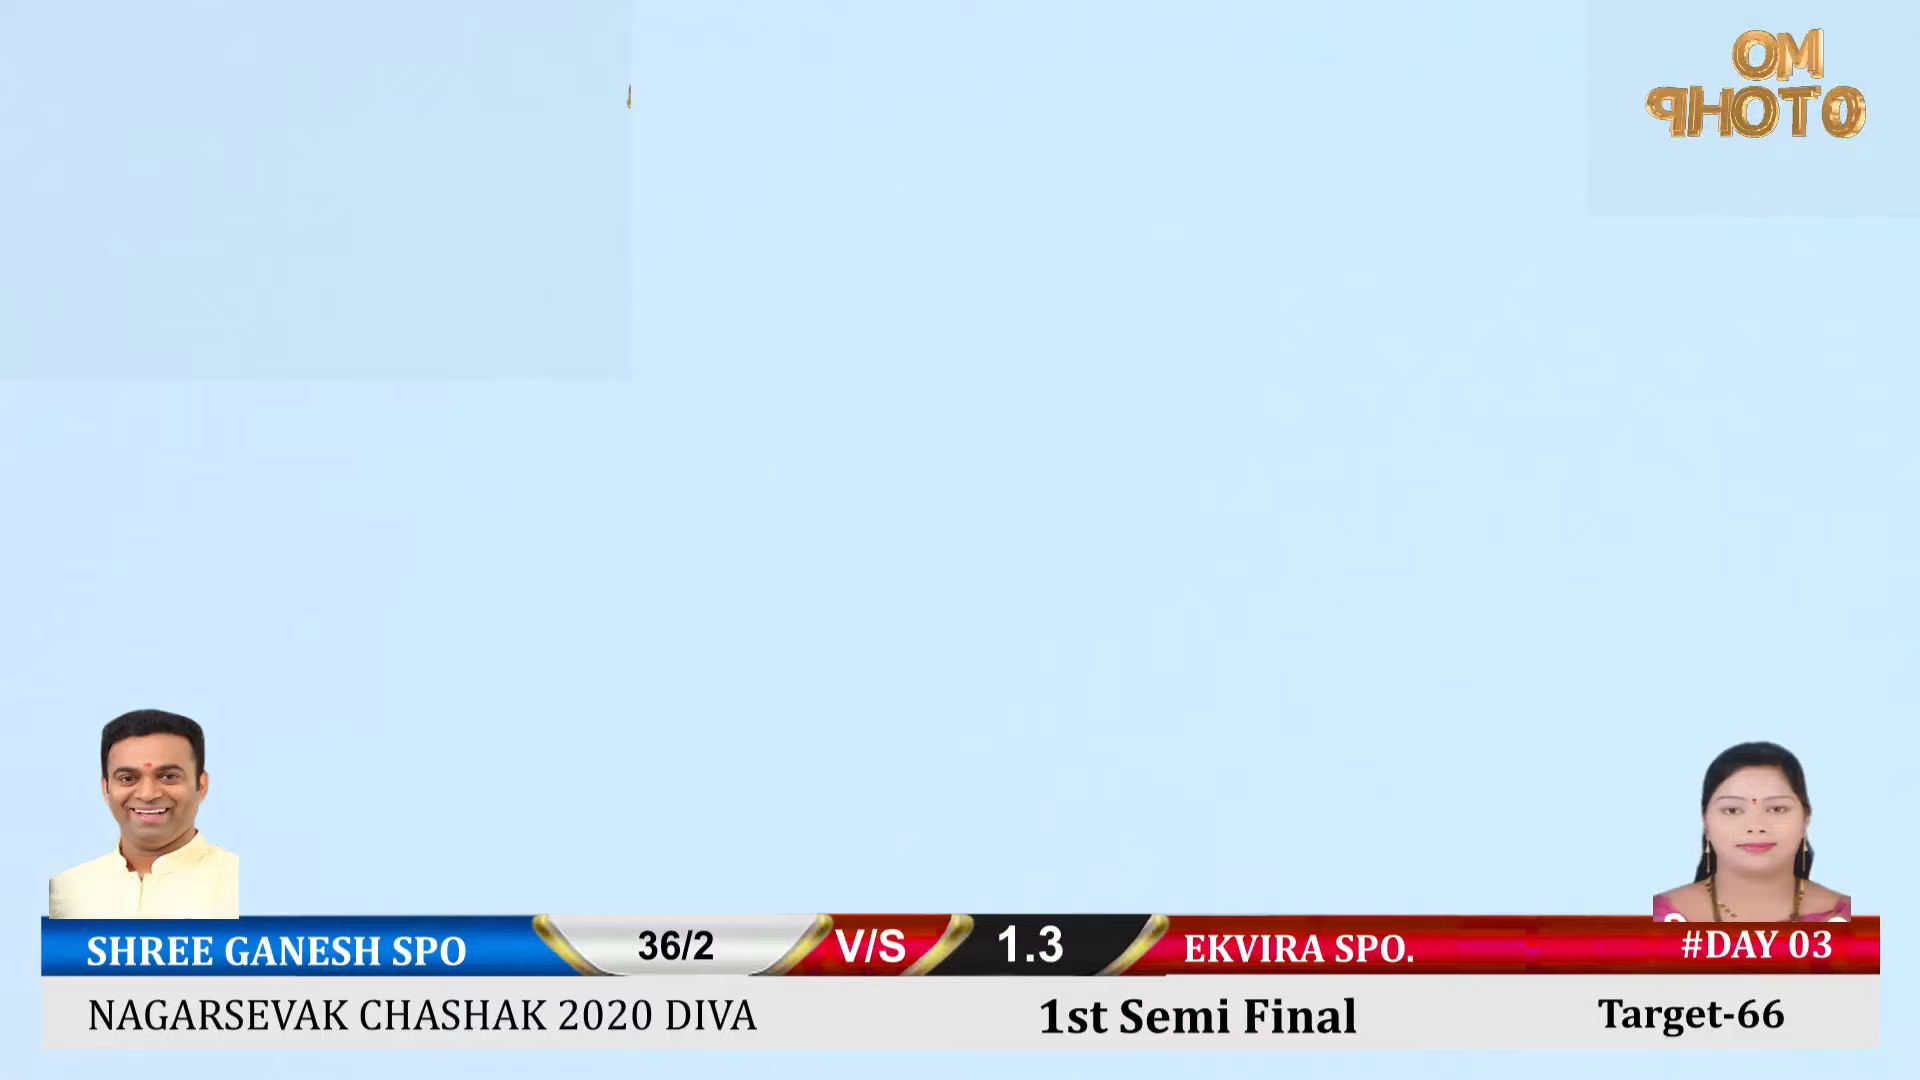 OM
PHOTO
SHREE GANESH SPO 36/2 V/S 1.3 EKVIRA SPO. #DAY 03
NAGARSEVAK CHASHAK 2020 DIVA 1st Semi Final Target-66